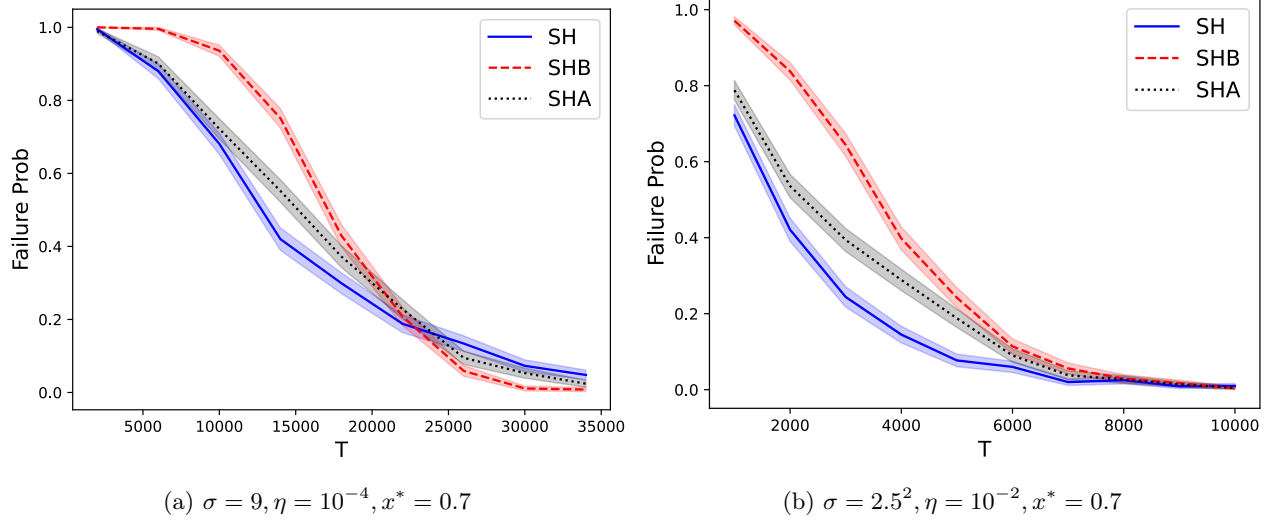 1.0
0.8
0.6
0.4
0.2
0.0
Failure Prob
5000 10000 15000 20000 25000 30000 35000
T
SH
SHB
SHA
(a) σ = 9, η = 10⁻⁴, x* = 0.7
1.0
0.8
0.6
0.4
0.2
0.0
Failure Prob
2000 4000 6000 8000 10000
T
SH
SHB
SHA
(b) σ = 2.5², η = 10⁻², x* = 0.7